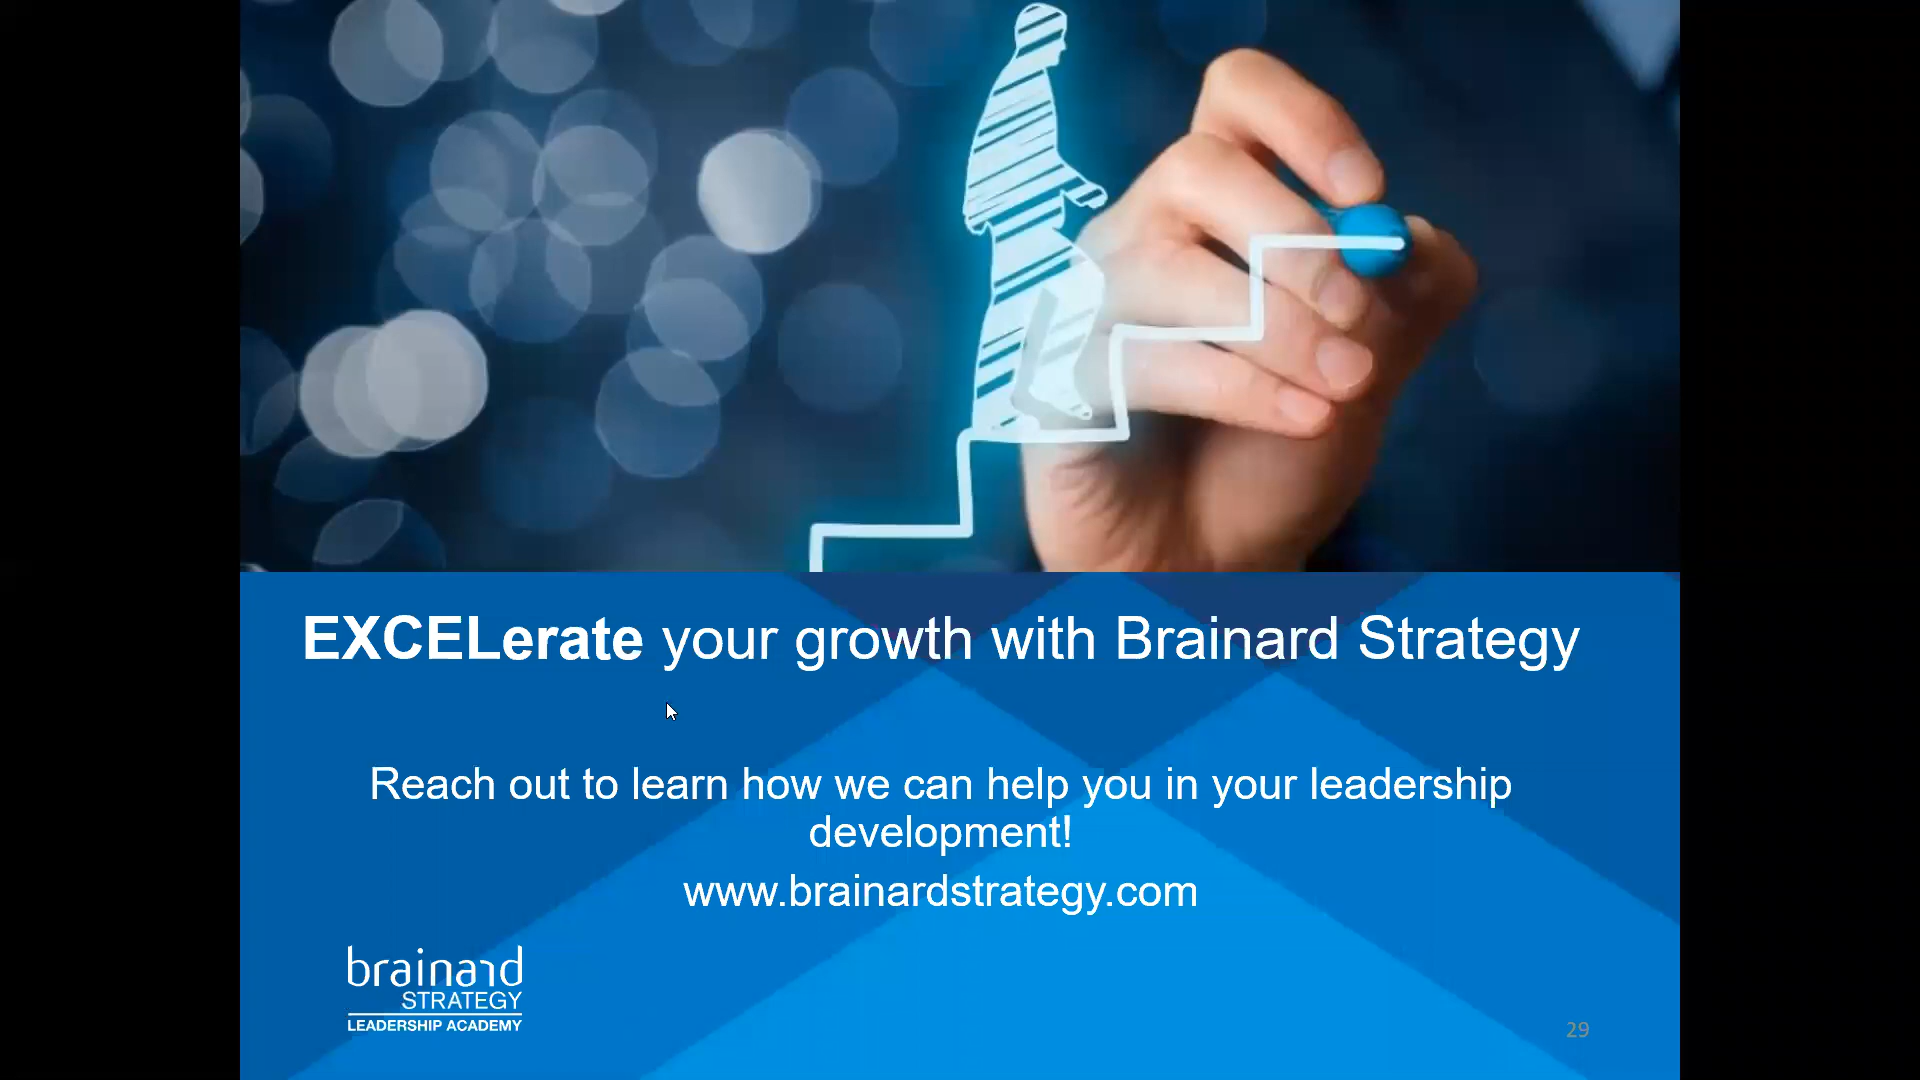 EXCELerate your growth with Brainard Strategy
Reach out to learn how we can help you in your leadership
development!
www.brainardstrategy.com
brainard
STRATEGY
LEADERSHIP ACADEMY
29